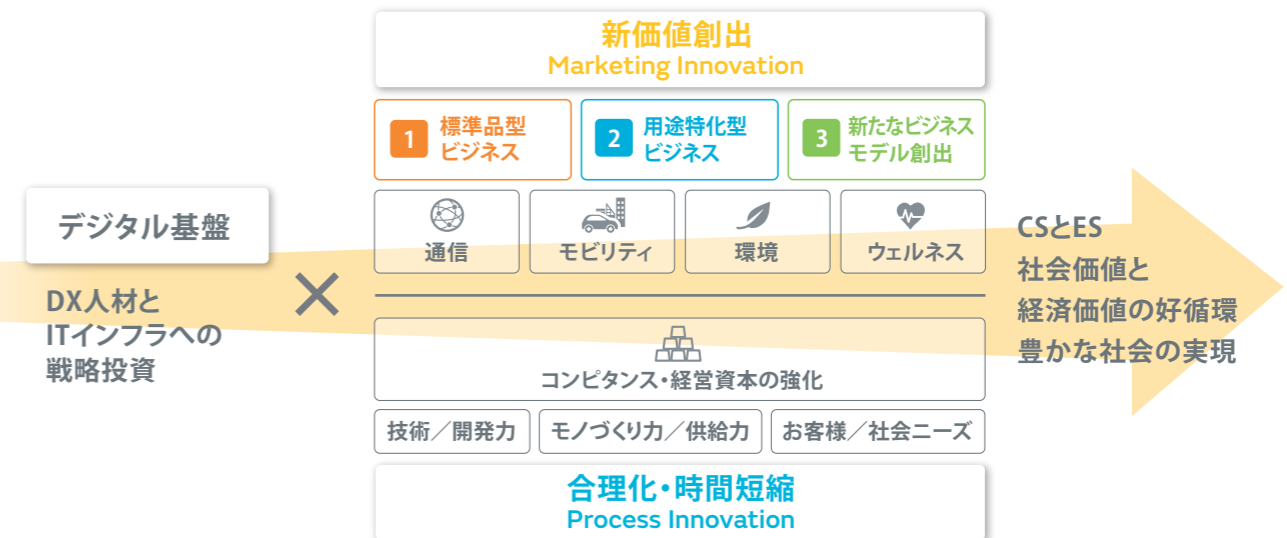 新価値創出
Marketing Innovation
1 標準品型
ビジネス
2 用途特化型
ビジネス
3 新たなビジネス
モデル創出
デジタル基盤
DX人材と
ITインフラへの
戦略投資
×
通信
モビリティ
環境
ウェルネス
コンピタンス・経営資本の強化
技術／開発力
モノづくり力／供給力
お客様／社会ニーズ
合理化・時間短縮
Process Innovation
CSとES
社会価値と
経済価値の好循環
豊かな社会の実現